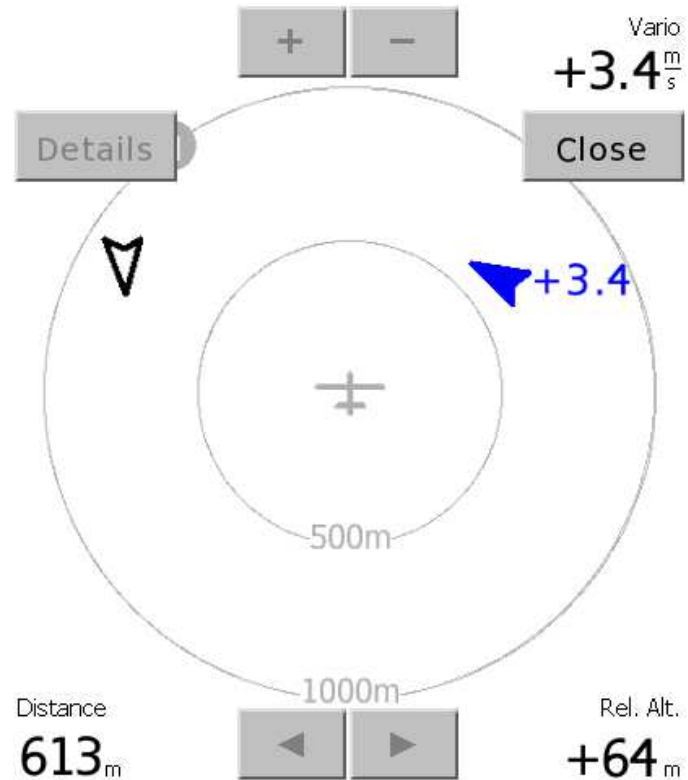 + −
Vario
+3.4 m/s
Details
Close
+3.4
500m
1000m
Distance
613m
◀ ▶
Rel. Alt.
+64m